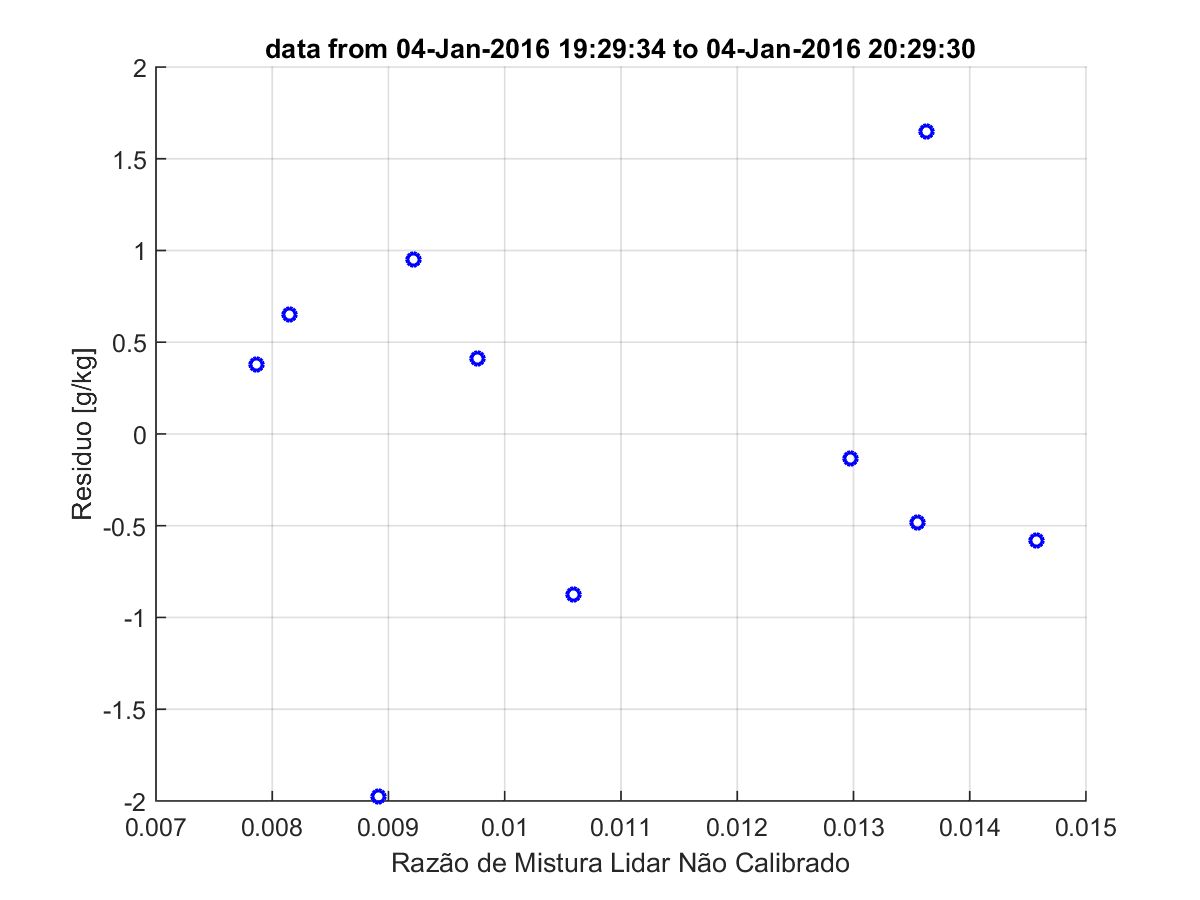 data from 04-Jan-2016 19:29:34 to 04-Jan-2016 20:29:30
2
1.5
1
0.5
0
-0.5
-1
-1.5
-2
Residuo [g/kg]
0.007 0.008 0.009 0.01 0.011 0.012 0.013 0.014 0.015
Razão de Mistura Lidar Não Calibrado